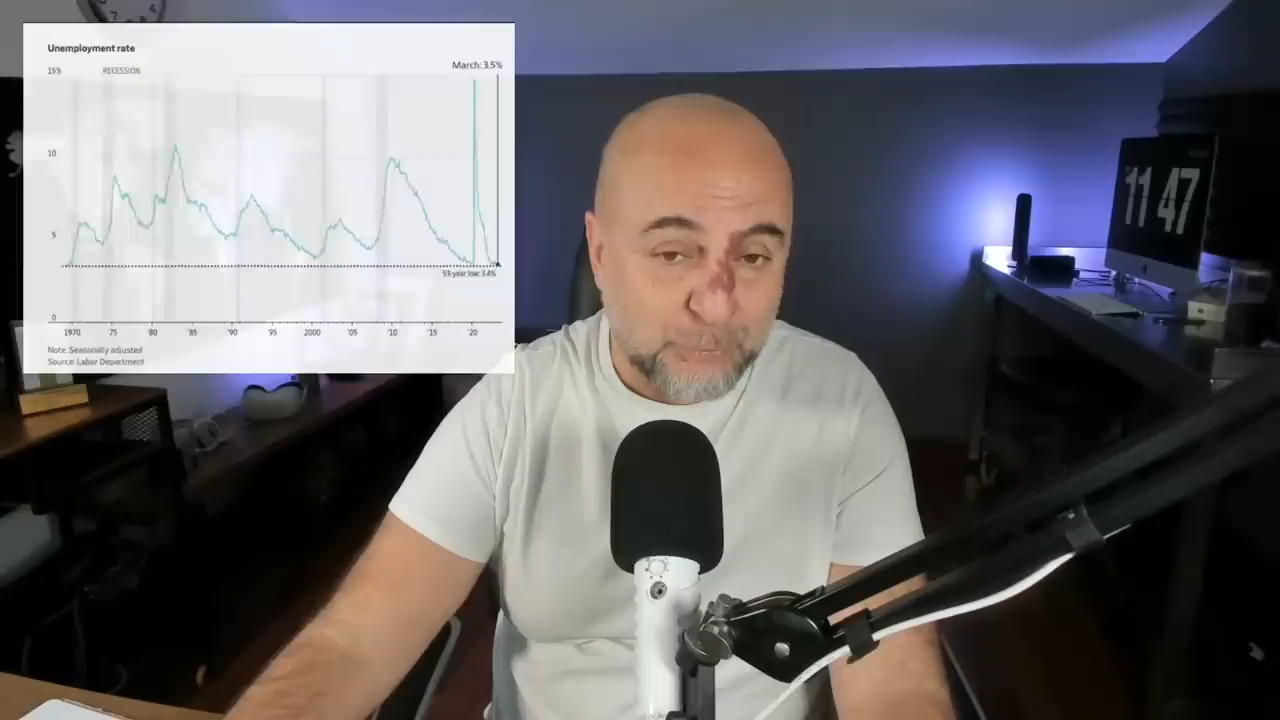 Unemployment rate
March: 3.5%
15% RECESSION
10
5
53-year low: 3.4%
0
1970 '75 '80 '85 '90 '95 2000 '05 '10 '15 '20
Note: Seasonally adjusted
Source: Labor Department
11 47